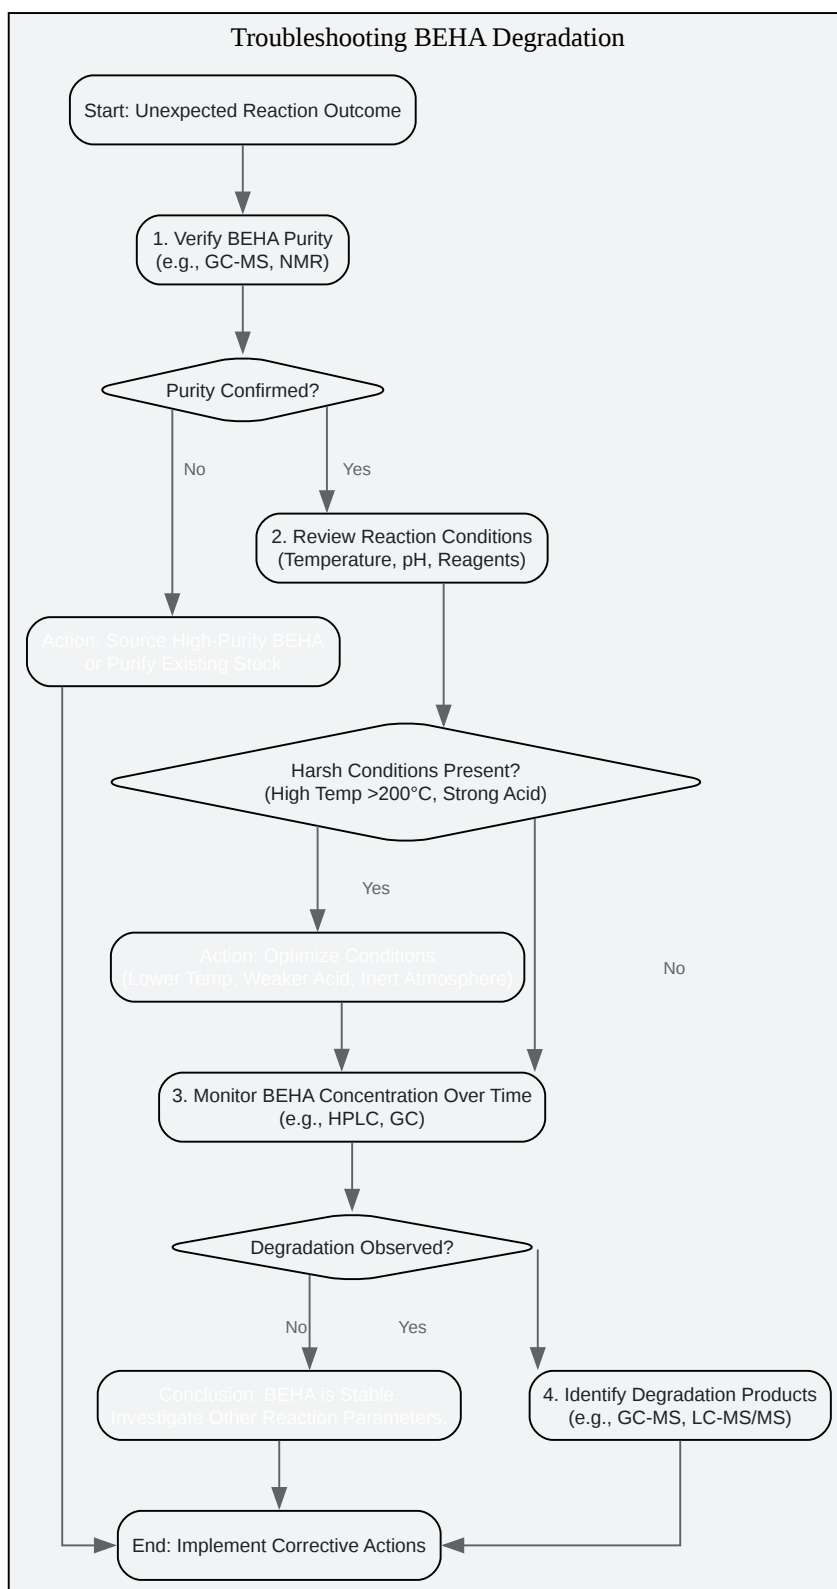 Troubleshooting BEHA Degradation
Start: Unexpected Reaction Outcome
1. Verify BEHA Purity
(e.g., GC-MS, NMR)
Purity Confirmed?
No
Yes
2. Review Reaction Conditions
(Temperature, pH, Reagents)
Action: Source High-Purity BEHA
or Purify Existing Stock
Harsh Conditions Present?
(High Temp >200°C, Strong Acid)
Yes
Action: Optimize Conditions
(Lower Temp, Weaker Acid, Inert Atmosphere)
No
3. Monitor BEHA Concentration Over Time
(e.g., HPLC, GC)
Degradation Observed?
No
Yes
Conclusion: BEHA is Stable.
Investigate Other Reaction Parameters.
4. Identify Degradation Products
(e.g., GC-MS, LC-MS/MS)
End: Implement Corrective Actions